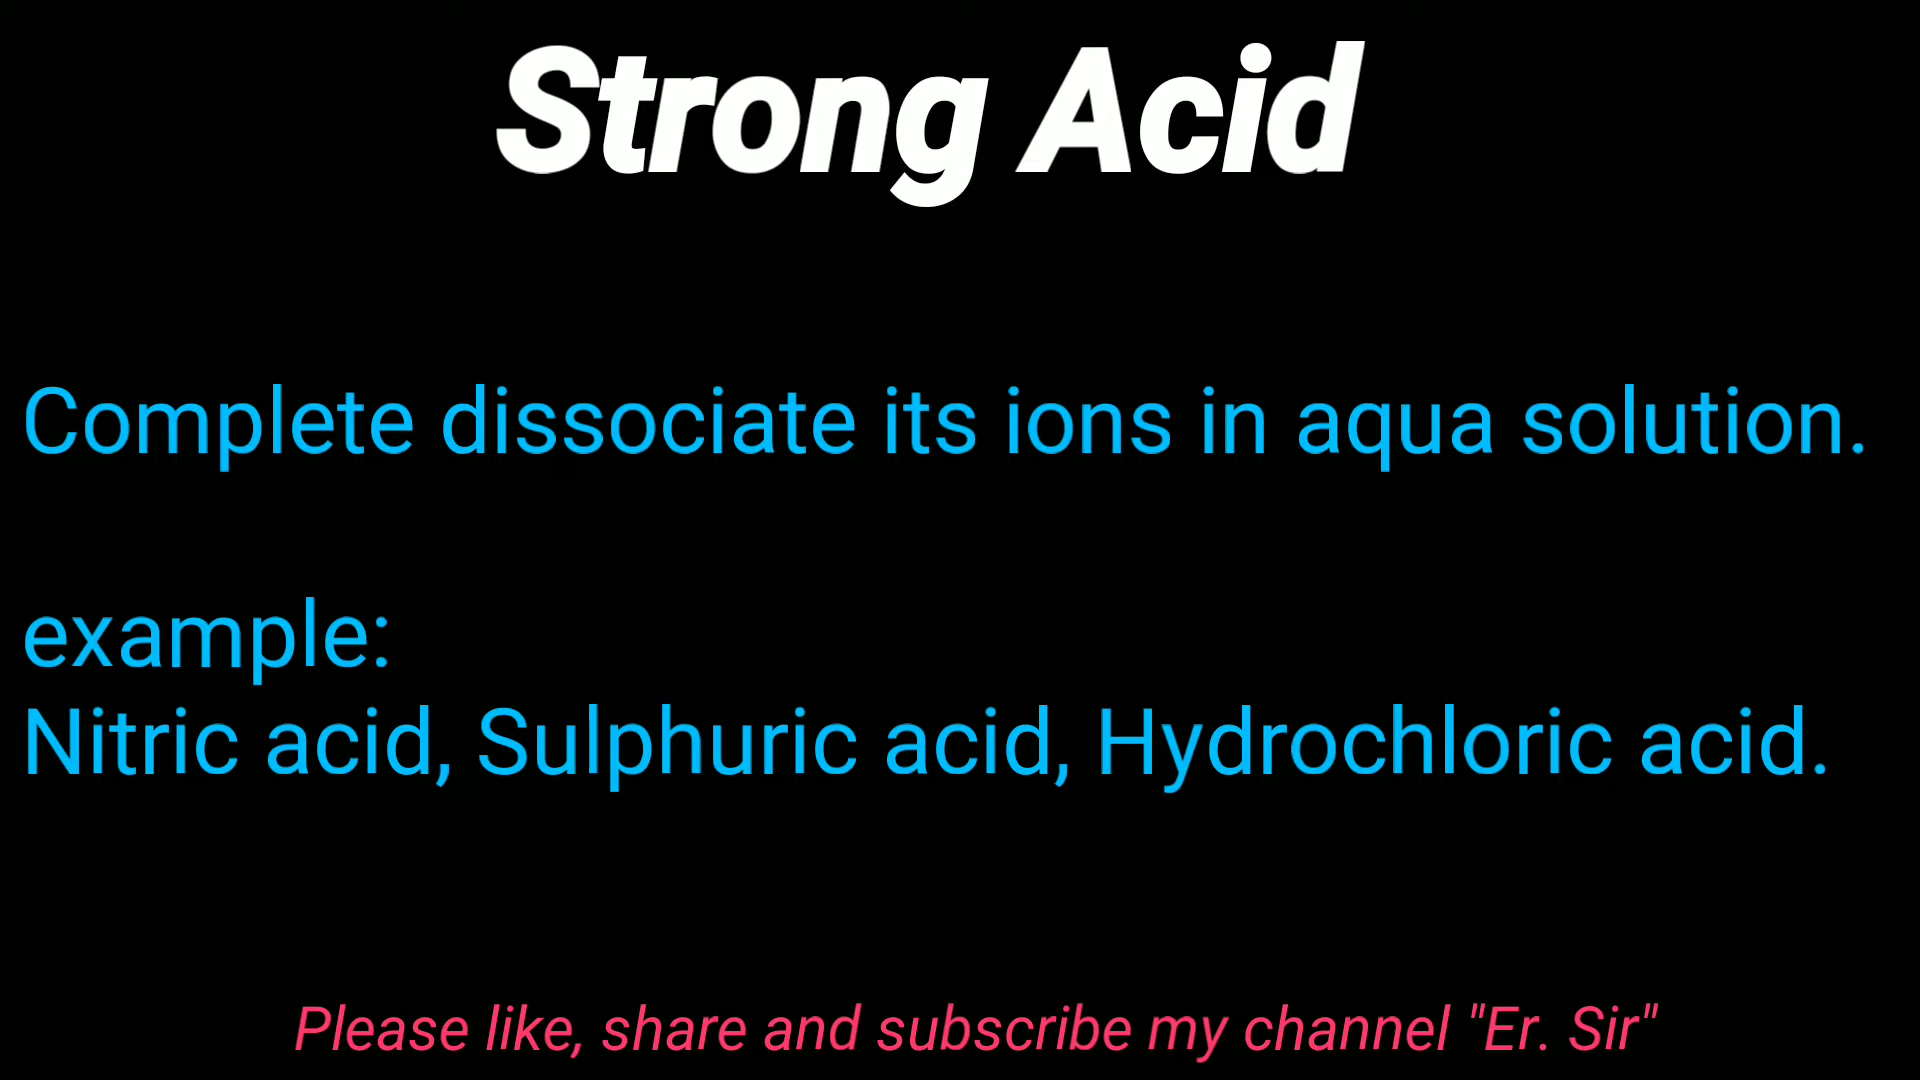 Strong Acid
Complete dissociate its ions in aqua solution.
example:
Nitric acid, Sulphuric acid, Hydrochloric acid.
Please like, share and subscribe my channel "Er. Sir"